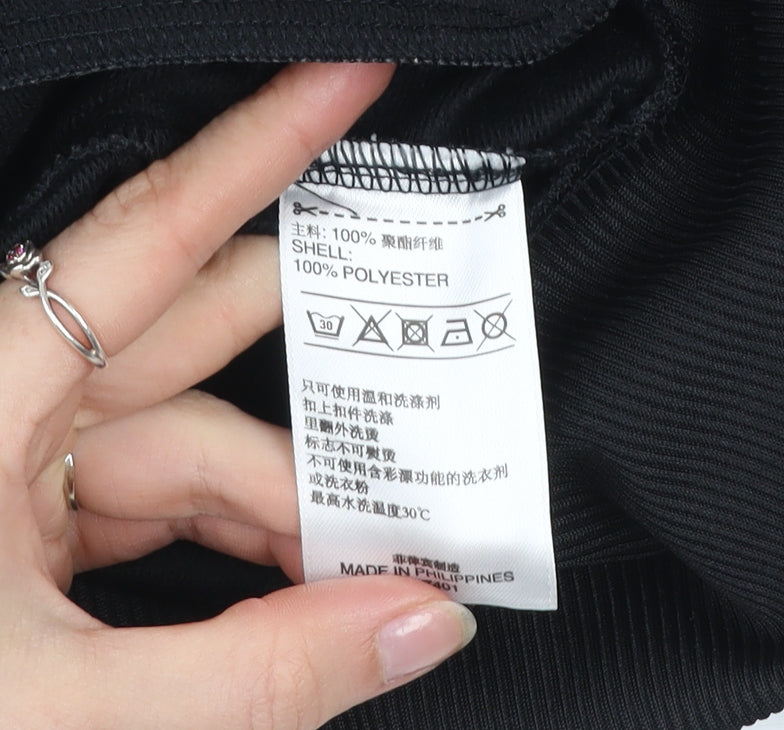 主料: 100% 聚酯纤维
SHELL:
100% POLYESTER
30
只可使用温和洗涤剂
扣上扣件洗涤
里翻外洗烫
标志不可熨烫
不可使用含彩漂功能的洗衣剂
或洗衣粉
最高水洗温度30℃
菲律宾制造
MADE IN PHILIPPINES